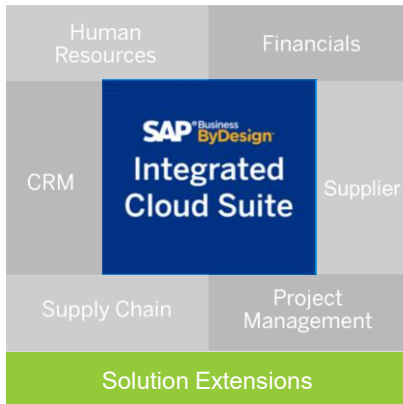 Human
Resources
Financials
SAP® Business
ByDesign
Integrated
Cloud Suite
CRM
Supplier
Supply Chain
Project
Management
Solution Extensions